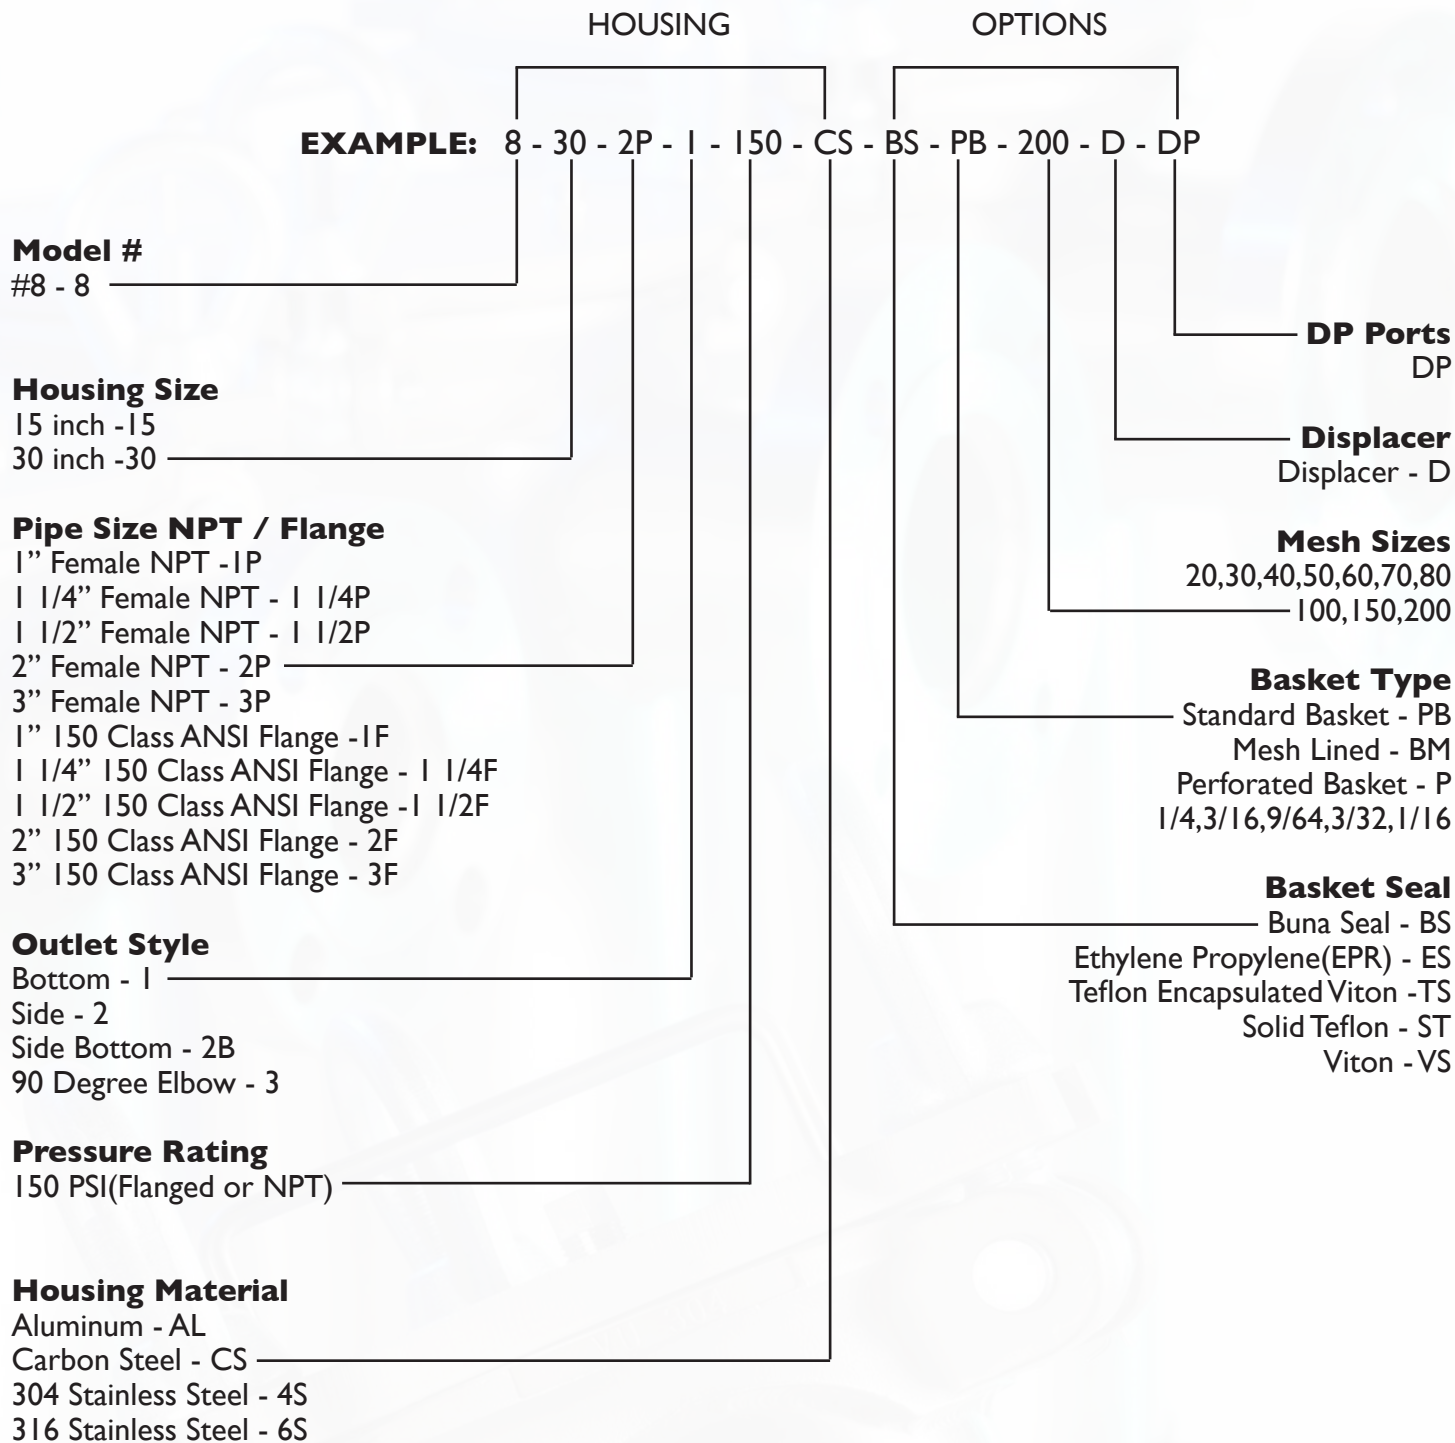 HOUSING
OPTIONS
EXAMPLE: 8 - 30 - 2P - 1 - 150 - CS - BS - PB - 200 - D - DP
Model #
#8 - 8
Housing Size
15 inch -15
30 inch -30
Pipe Size NPT / Flange
1” Female NPT -1P
1 1/4” Female NPT - 1 1/4P
1 1/2” Female NPT - 1 1/2P
2” Female NPT - 2P
3” Female NPT - 3P
1” 150 Class ANSI Flange -1F
1 1/4” 150 Class ANSI Flange - 1 1/4F
1 1/2” 150 Class ANSI Flange -1 1/2F
2” 150 Class ANSI Flange - 2F
3” 150 Class ANSI Flange - 3F
Outlet Style
Bottom - 1
Side - 2
Side Bottom - 2B
90 Degree Elbow - 3
Pressure Rating
150 PSI(Flanged or NPT)
Housing Material
Aluminum - AL
Carbon Steel - CS
304 Stainless Steel - 4S
316 Stainless Steel - 6S
DP Ports
DP
Displacer
Displacer - D
Mesh Sizes
20,30,40,50,60,70,80
100,150,200
Basket Type
Standard Basket - PB
Mesh Lined - BM
Perforated Basket - P
1/4,3/16,9/64,3/32,1/16
Basket Seal
Buna Seal - BS
Ethylene Propylene(EPR) - ES
Teflon Encapsulated Viton -TS
Solid Teflon - ST
Viton - VS